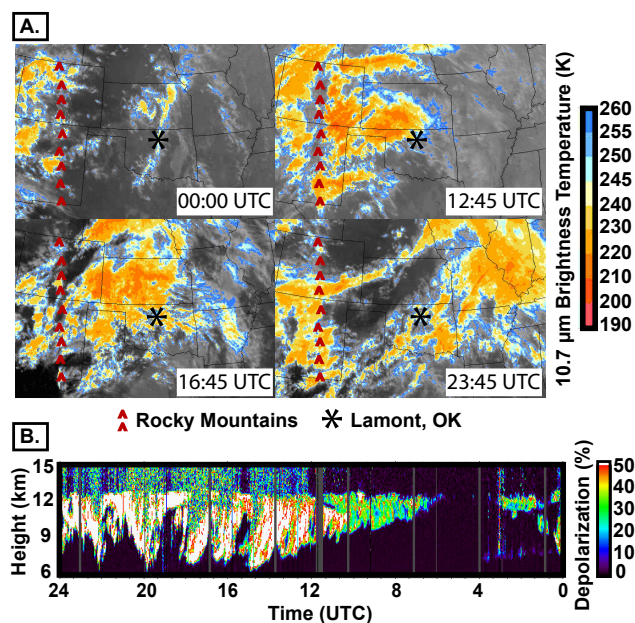 A.
00:00 UTC
12:45 UTC
16:45 UTC
23:45 UTC
10.7 µm Brightness Temperature (K)
260
255
250
245
240
230
220
210
200
190
Rocky Mountains
Lamont, OK
B.
Height (km)
15
12
9
6
24
20
16
12
8
4
0
Time (UTC)
Depolarization (%)
50
40
30
20
10
0